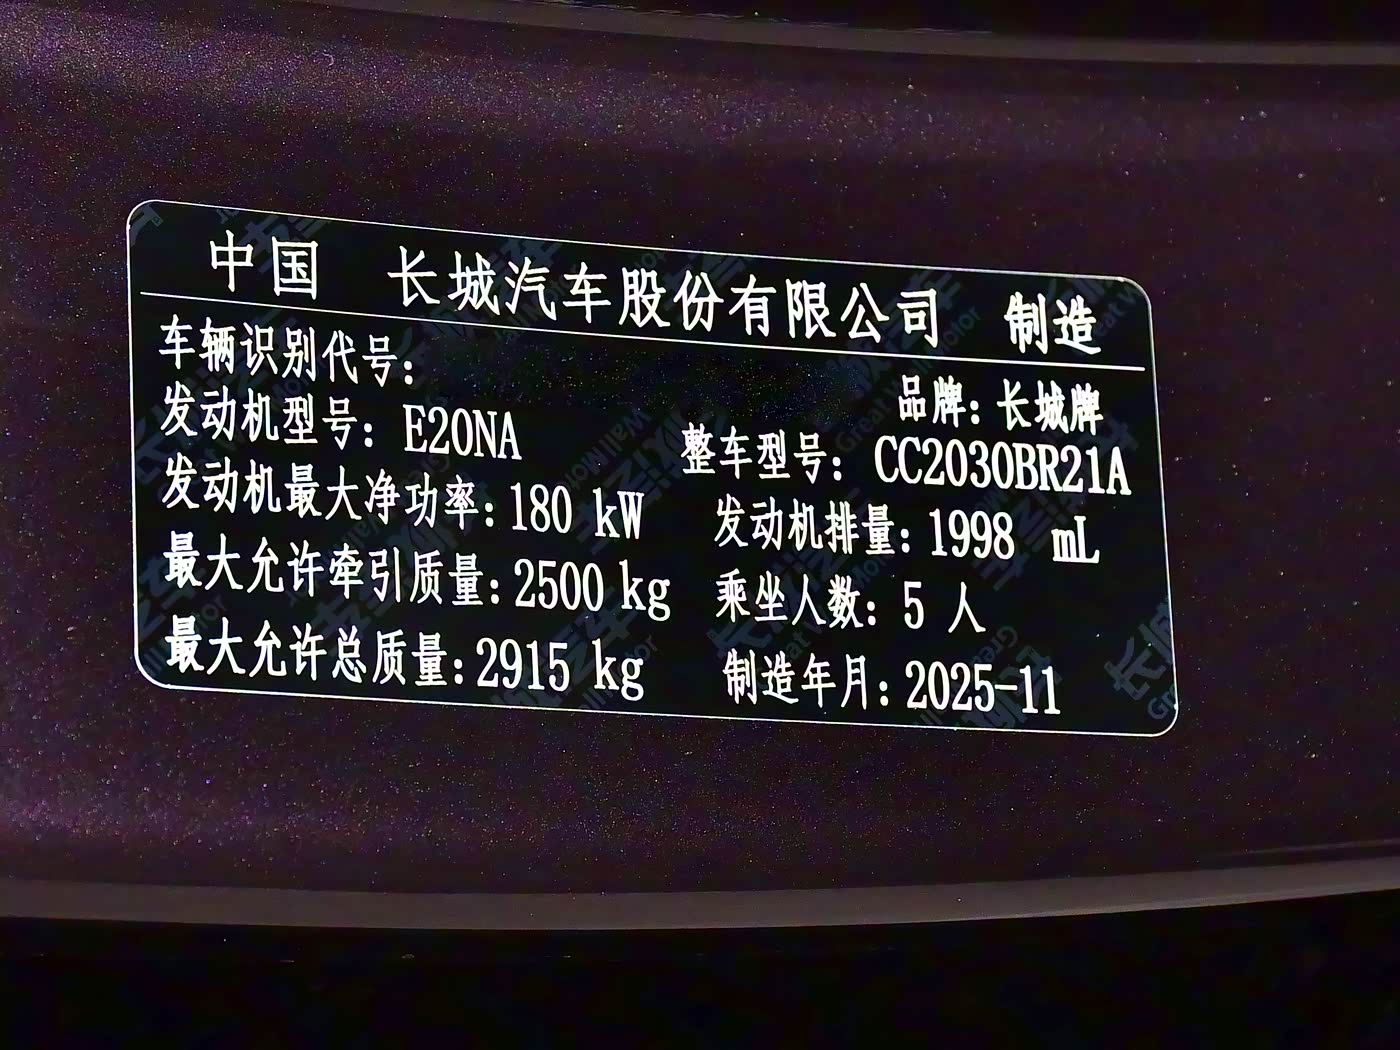 中国 长城汽车股份有限公司 制造
车辆识别代号:
品牌:长城牌
发动机型号: E20NA
整车型号: CC2030BR21A
发动机最大净功率:180 kW
发动机排量:1998 mL
最大允许牵引质量:2500 kg
乘坐人数: 5 人
最大允许总质量:2915 kg
制造年月:2025-11